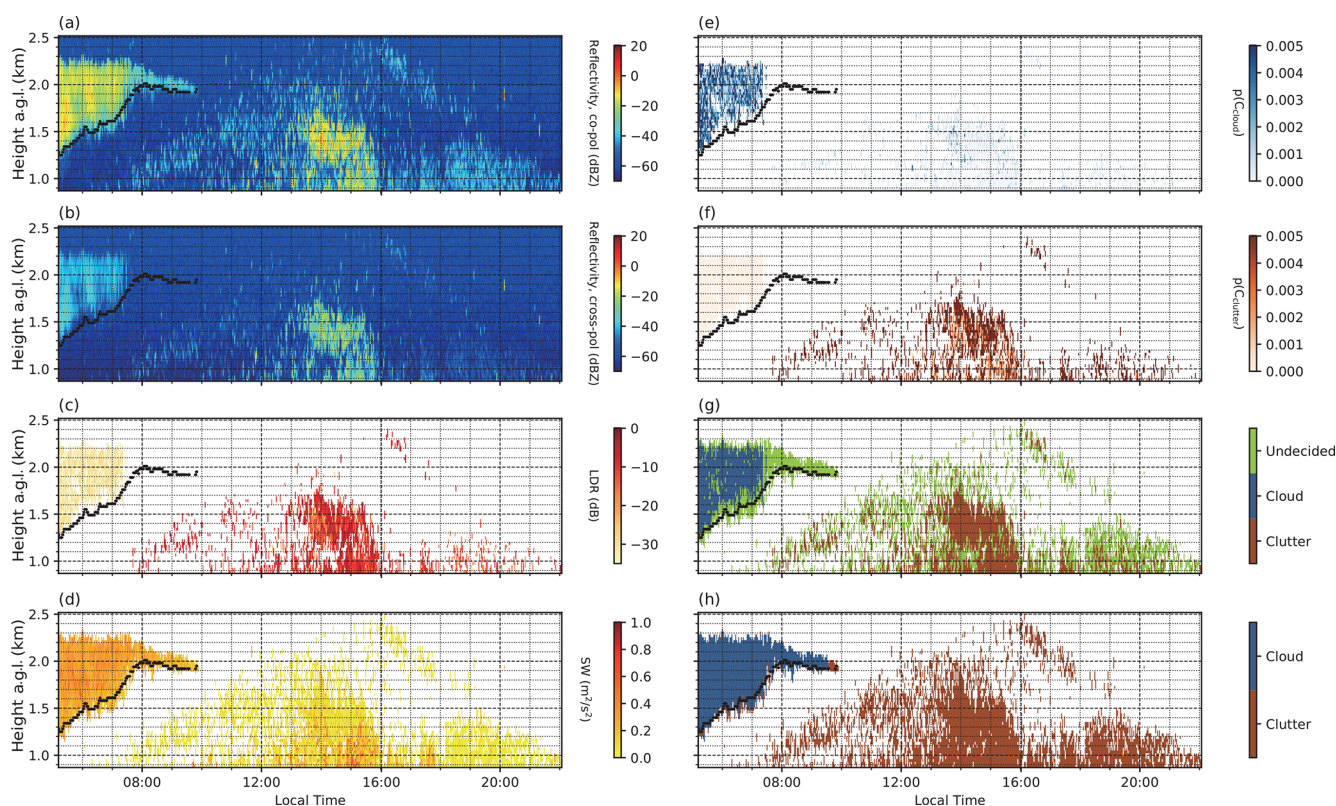 (a)
2.5
2.0
1.5
1.0
Height a.g.l. (km)
20
0
−20
−40
−60
Reflectivity, co-pol (dBZ)
(b)
2.5
2.0
1.5
1.0
Height a.g.l. (km)
20
0
−20
−40
−60
Reflectivity, cross-pol (dBZ)
(c)
2.5
2.0
1.5
1.0
Height a.g.l. (km)
0
−10
−20
−30
LDR (dB)
(d)
2.5
2.0
1.5
1.0
Height a.g.l. (km)
1.0
0.8
0.6
0.4
0.2
0.0
SW (m²/s²)
08:00 12:00 16:00 20:00
Local Time
(e)
0.005
0.004
0.003
0.002
0.001
0.000
p(Ccloud)
(f)
0.005
0.004
0.003
0.002
0.001
0.000
p(Cclutter)
(g)
Undecided
Cloud
Clutter
(h)
Cloud
Clutter
08:00 12:00 16:00 20:00
Local Time